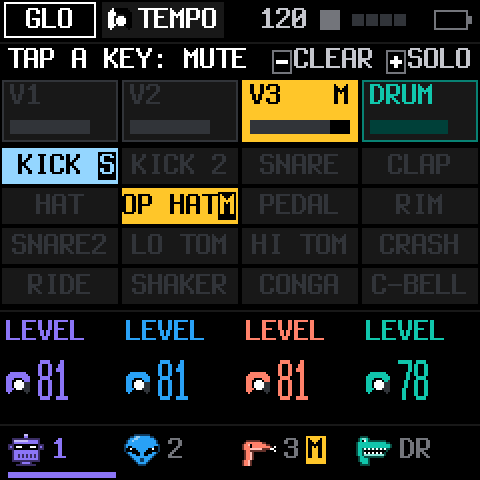 GLO TEMPO 120
TAP A KEY: MUTE -CLEAR +SOLO
V1 V2 V3 M DRUM
KICK S KICK 2 SNARE CLAP
HAT OP HAT M PEDAL RIM
SNARE2 LO TOM HI TOM CRASH
RIDE SHAKER CONGA C-BELL
LEVEL LEVEL LEVEL LEVEL
81 81 81 78
1 2 3 M DR